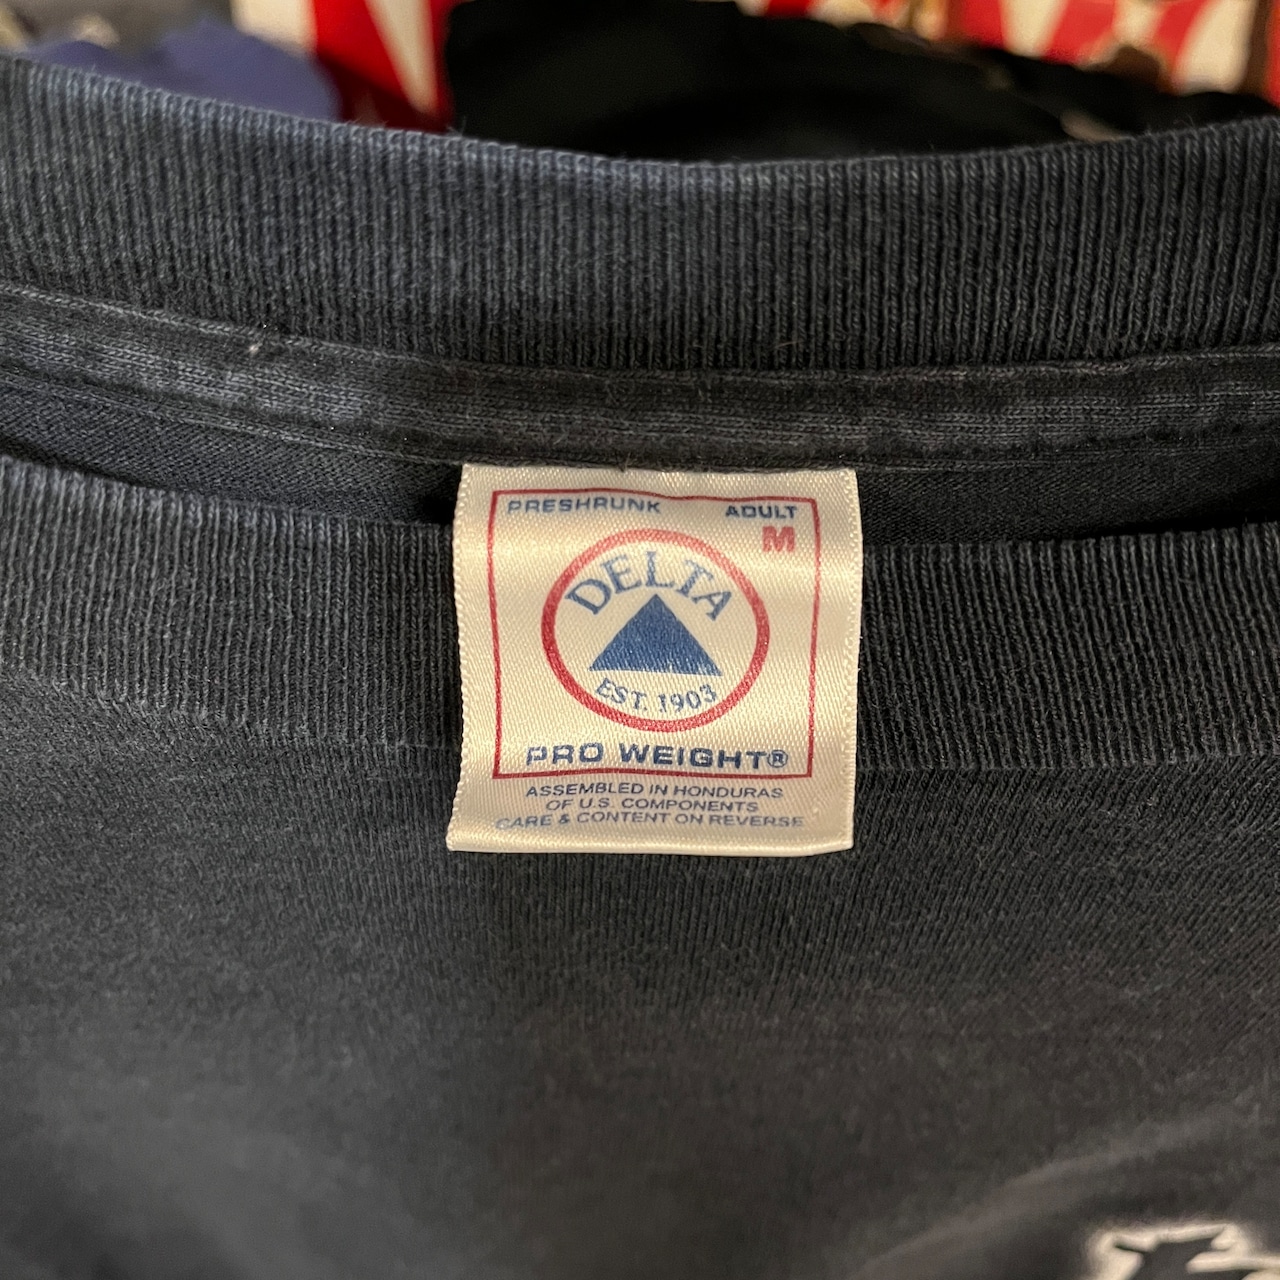 PRESHRUNK ADULT
M
DELTA
EST. 1903
PRO WEIGHT®
ASSEMBLED IN HONDURAS
OF U.S. COMPONENTS
CARE & CONTENT ON REVERSE